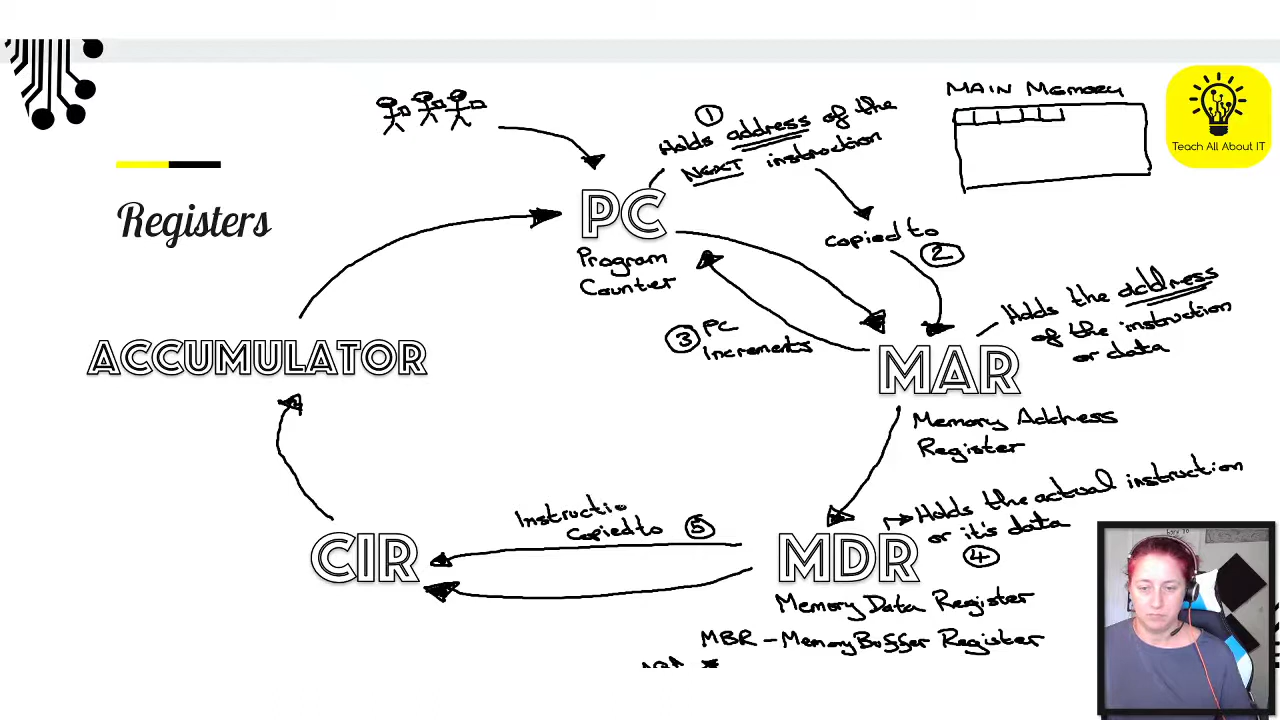 MAIN MEMORY
Teach All About IT
Registers
1
Holds address of the
NEXT instruction
PC
Program
Counter
copied to
2
3
PC
Increments
Holds the address
of the instruction
or data
MAR
Memory Address
Register
ACCUMULATOR
Holds the actual instruction
or it's data
4
Instructio
Copied to 5
CIR
MDR
Memory Data Register
MBR - Memory Buffer Register